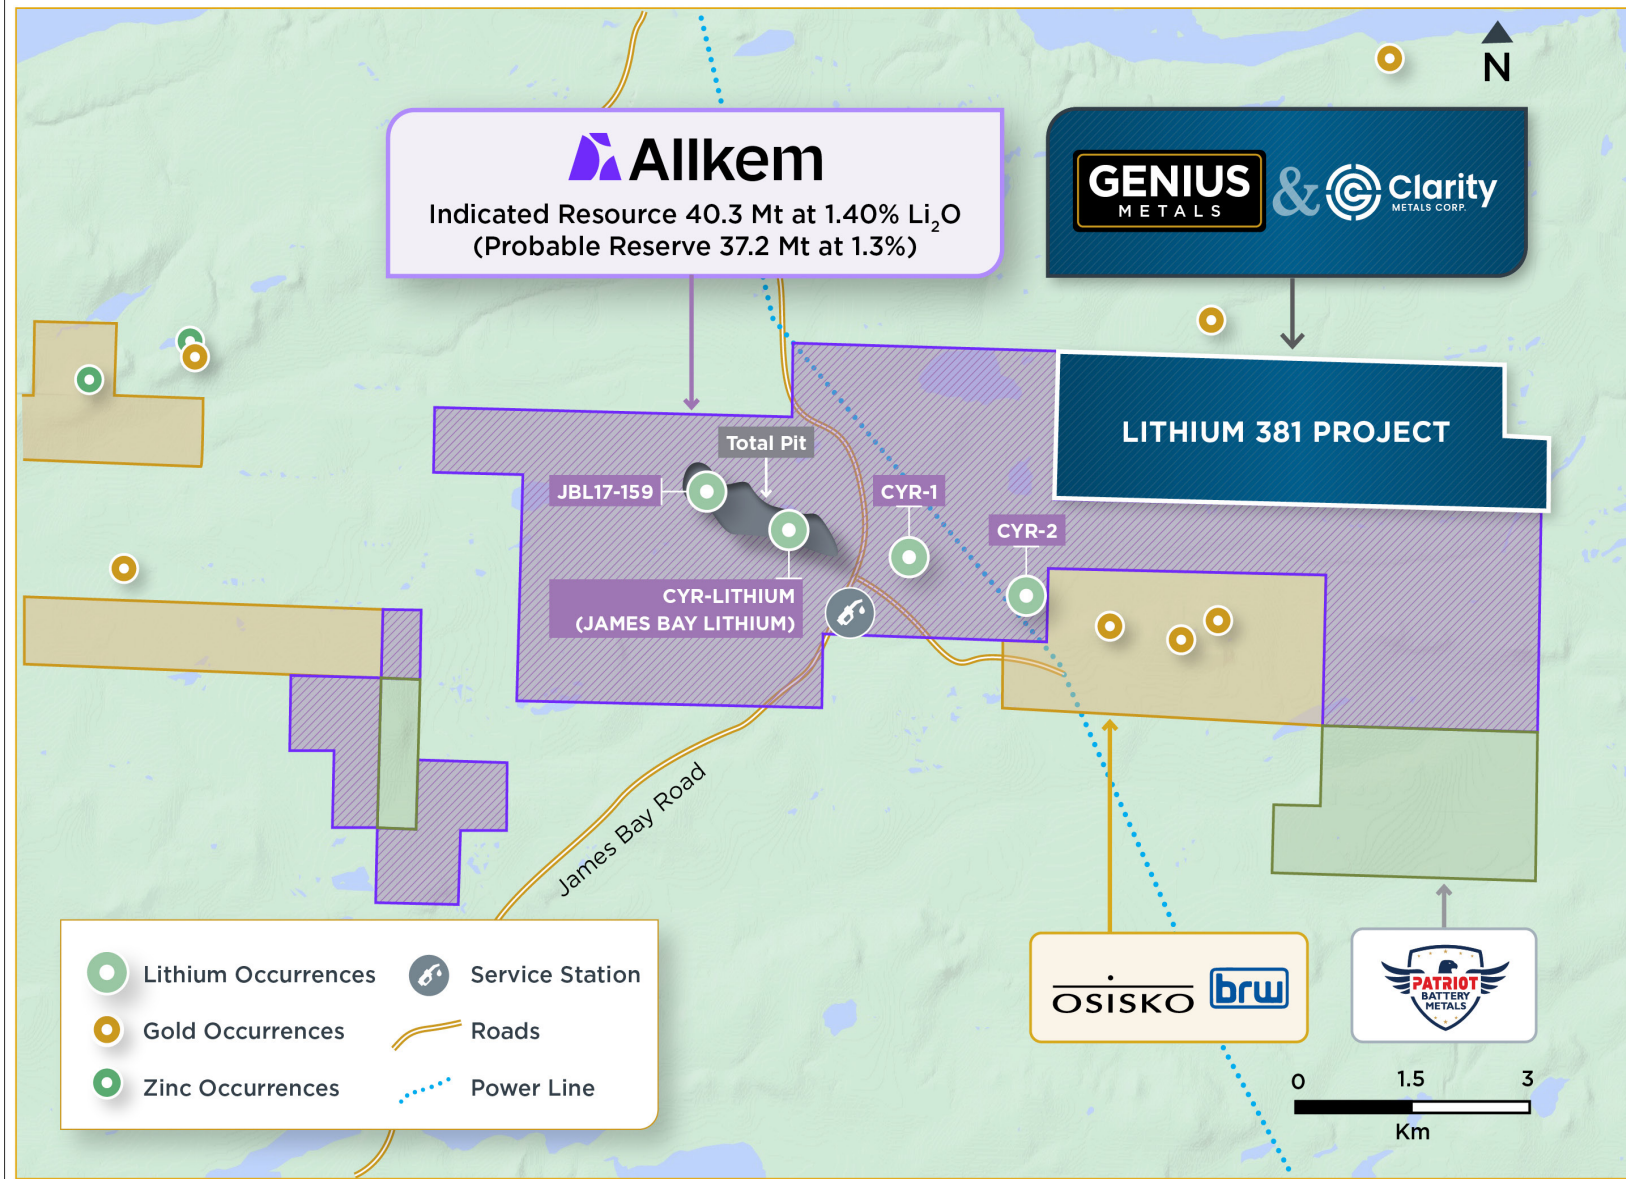 N
Allkem
Indicated Resource 40.3 Mt at 1.40% Li₂O
(Probable Reserve 37.2 Mt at 1.3%)
GENIUS
METALS
&
Clarity
METALS CORP.
LITHIUM 381 PROJECT
Total Pit
JBL17-159
CYR-1
CYR-2
CYR-LITHIUM
(JAMES BAY LITHIUM)
James Bay Road
Lithium Occurrences
Service Station
Gold Occurrences
Roads
Zinc Occurrences
Power Line
OSISKO
brw
PATRIOT
BATTERY
METALS
0 1.5 3
Km